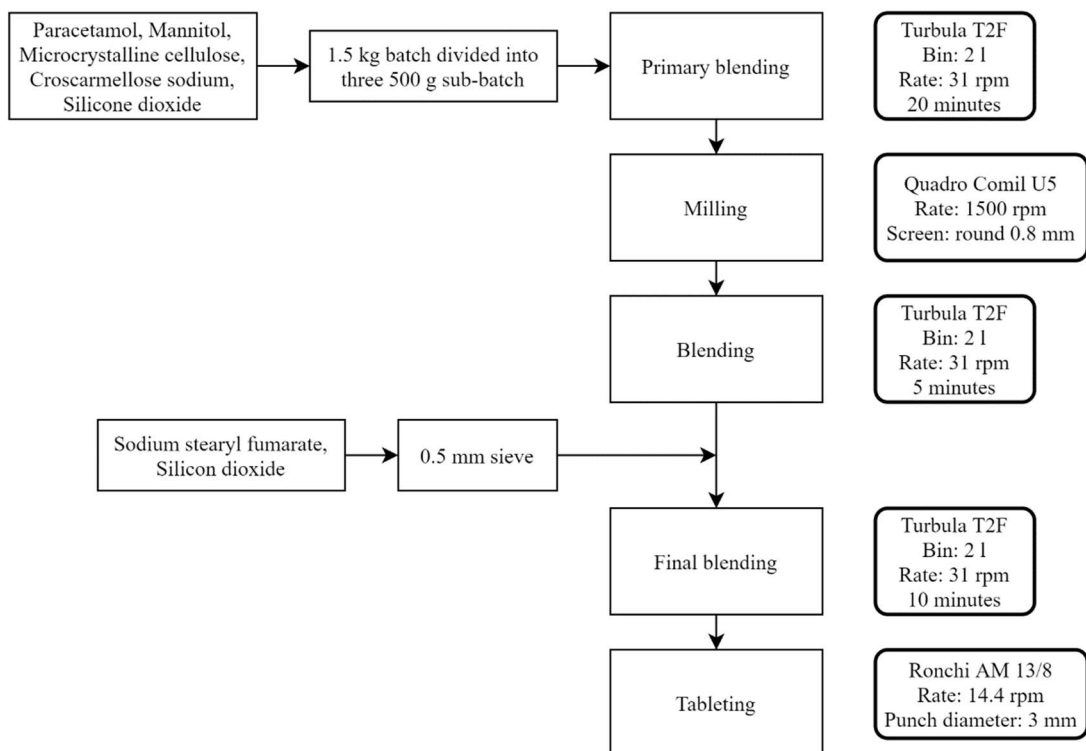 Paracetamol, Mannitol,
Microcrystalline cellulose,
Croscarmellose sodium,
Silicone dioxide
1.5 kg batch divided into
three 500 g sub-batch
Primary blending
Turbula T2F
Bin: 2 l
Rate: 31 rpm
20 minutes
Milling
Quadro Comil U5
Rate: 1500 rpm
Screen: round 0.8 mm
Blending
Turbula T2F
Bin: 2 l
Rate: 31 rpm
5 minutes
Sodium stearyl fumarate,
Silicon dioxide
0.5 mm sieve
Final blending
Turbula T2F
Bin: 2 l
Rate: 31 rpm
10 minutes
Tableting
Ronchi AM 13/8
Rate: 14.4 rpm
Punch diameter: 3 mm